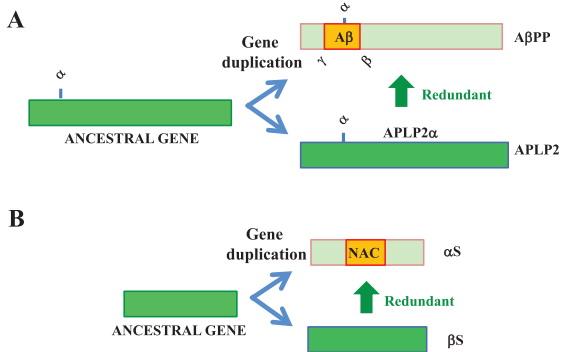 A
α
Gene
duplication
Aβ
AβPP
γ
β
α
ANCESTRAL GENE
Redundant
α
APLP2α
APLP2
B
Gene
duplication
NAC
αS
ANCESTRAL GENE
Redundant
βS